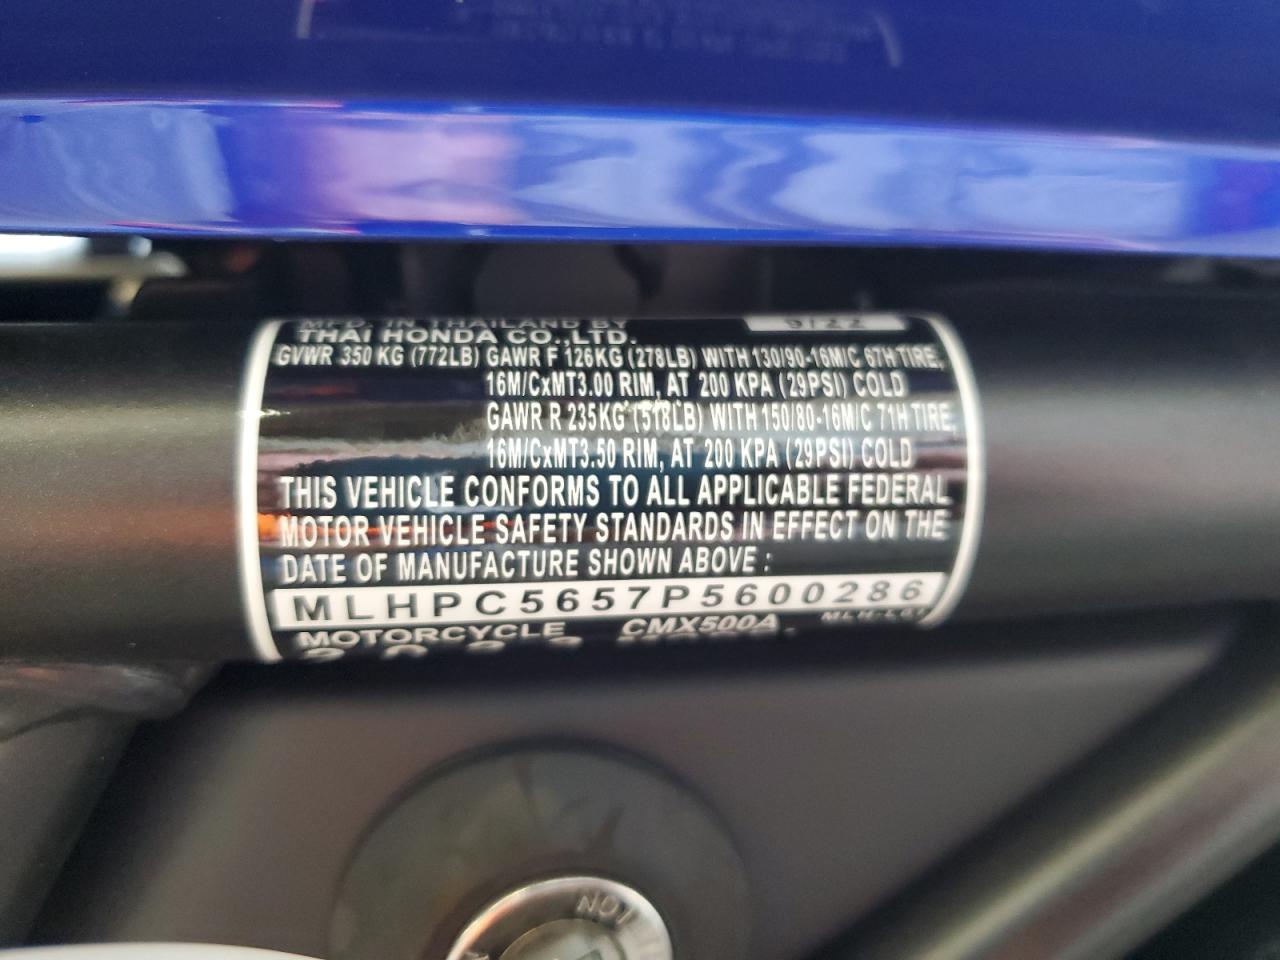 MFD. IN THAILAND BY 9/22
THAI HONDA CO.,LTD.
GVWR 350 KG (772LB) GAWR F 126KG (278LB) WITH 130/90-16M/C 67H TIRE,
16M/CxMT3.00 RIM, AT 200 KPA (29PSI) COLD
GAWR R 235KG (518LB) WITH 150/80-16M/C 71H TIRE,
16M/CxMT3.50 RIM, AT 200 KPA (29PSI) COLD
THIS VEHICLE CONFORMS TO ALL APPLICABLE FEDERAL
MOTOR VEHICLE SAFETY STANDARDS IN EFFECT ON THE
DATE OF MANUFACTURE SHOWN ABOVE :
MLHPC5657P5600286
MOTORCYCLE CMX500A